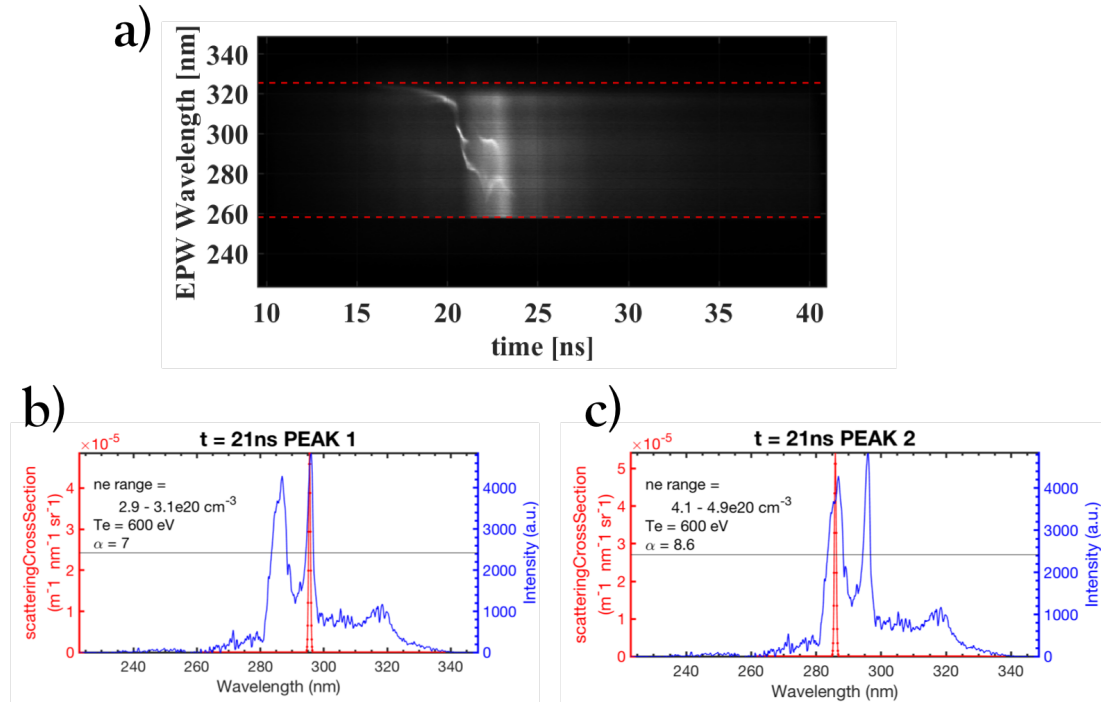 a)
EPW Wavelength [nm]
340
320
300
280
260
240
10 15 20 25 30 35 40
time [ns]
b)
t = 21ns PEAK 1
×10⁻⁵
scatteringCrossSection
(m⁻1 nm⁻1 sr⁻1)
4
3
2
1
0
ne range =
2.9 - 3.1e20 cm⁻³
Te = 600 eV
α = 7
4000
3000
2000
1000
0
Intensity (a.u.)
240 260 280 300 320 340
Wavelength (nm)
c)
t = 21ns PEAK 2
×10⁻⁵
scatteringCrossSection
(m⁻1 nm⁻1 sr⁻1)
5
4
3
2
1
0
ne range =
4.1 - 4.9e20 cm⁻³
Te = 600 eV
α = 8.6
4000
3000
2000
1000
0
Intensity (a.u.)
240 260 280 300 320 340
Wavelength (nm)